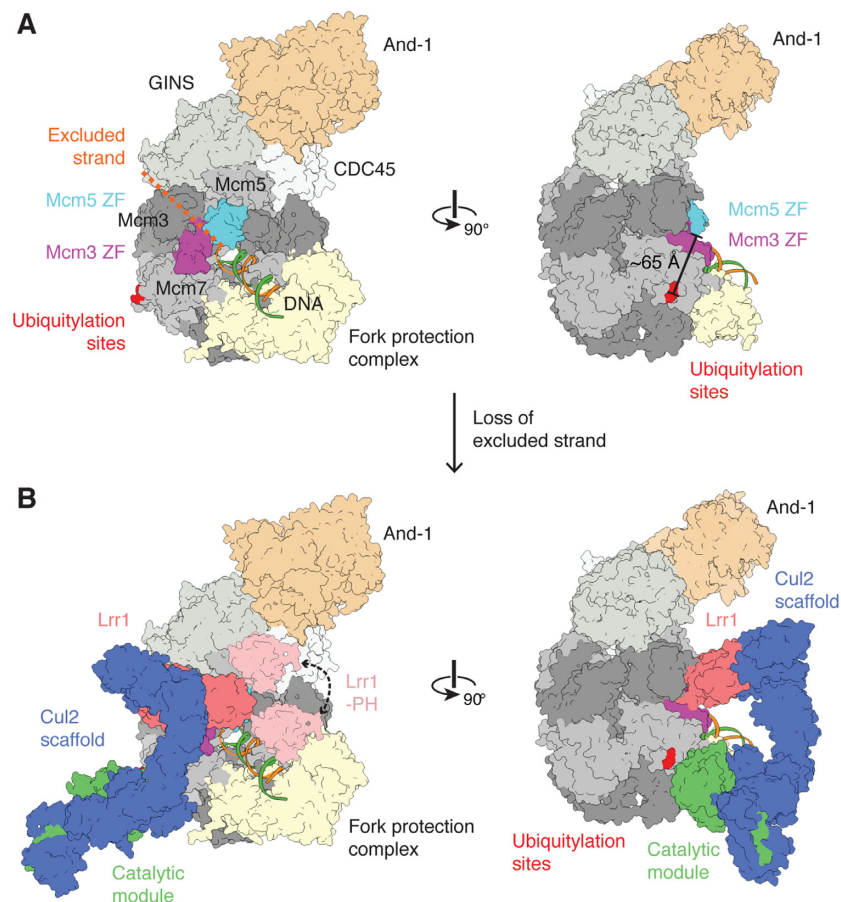 A
And-1
GINS
Excluded
strand
CDC45
Mcm5
Mcm5 ZF
Mcm3
Mcm3 ZF
Mcm7
DNA
Ubiquitylation
sites
Fork protection
complex
90°
And-1
Mcm5 ZF
Mcm3 ZF
~65 Å
Ubiquitylation
sites
Loss of
excluded strand
B
And-1
Lrr1
Lrr1
-PH
Cul2
scaffold
Fork protection
complex
Catalytic
module
90°
And-1
Cul2
scaffold
Lrr1
Ubiquitylation
sites
Catalytic
module